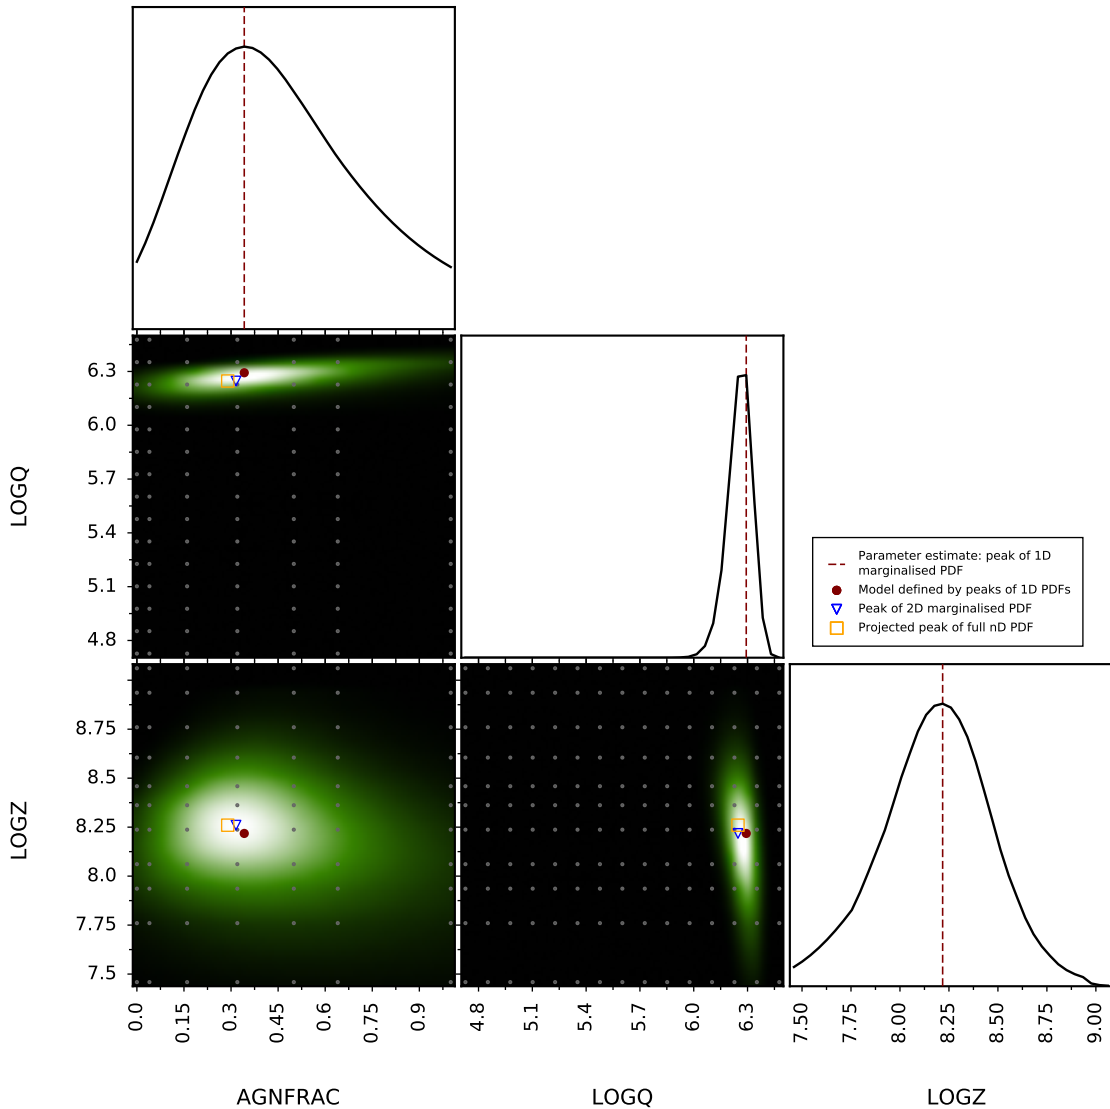 6.3
6.0
5.7
5.4
5.1
4.8
LOGQ
Parameter estimate: peak of 1D
marginalised PDF
Model defined by peaks of 1D PDFs
Peak of 2D marginalised PDF
Projected peak of full nD PDF
8.75
8.5
8.25
8.0
7.75
7.5
LOGZ
0.0 0.15 0.3 0.45 0.6 0.75 0.9
4.8 5.1 5.4 5.7 6.0 6.3
7.50 7.75 8.00 8.25 8.50 8.75 9.00
AGNFRAC LOGQ LOGZ